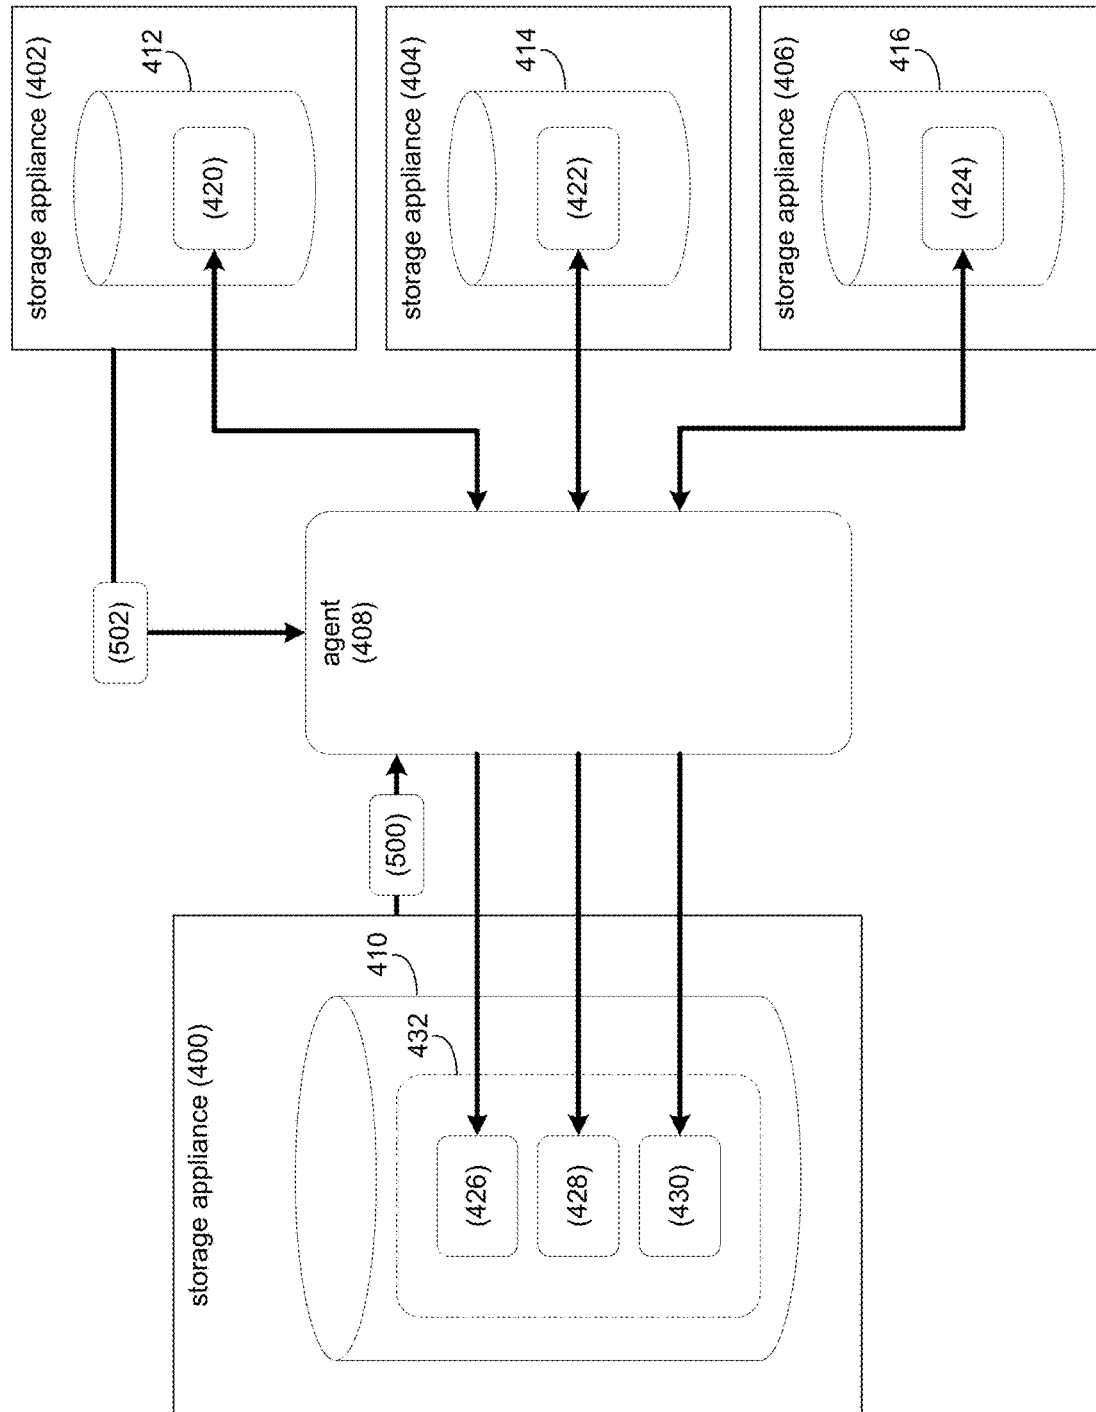 storage appliance (400)
410
432
(426)
(428)
(430)
(500)
(502)
agent
(408)
storage appliance (402)
412
(420)
storage appliance (404)
414
(422)
storage appliance (406)
416
(424)